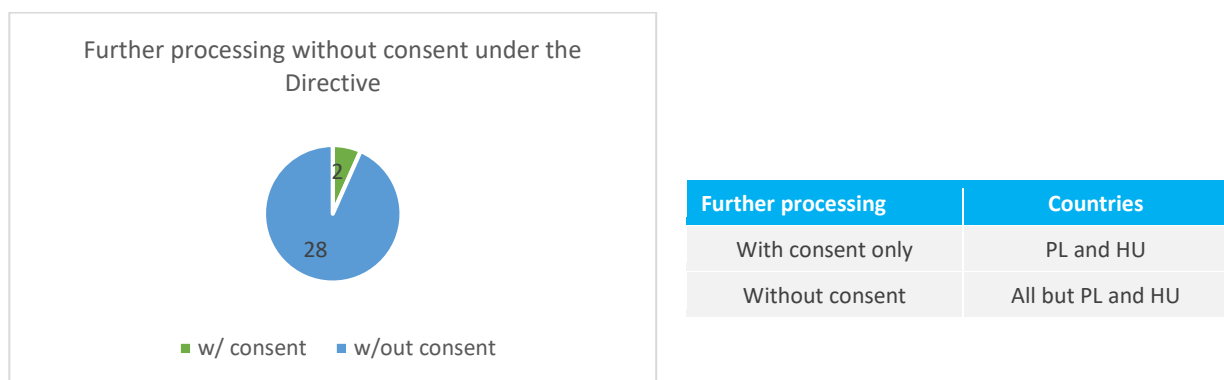 Further processing without consent under the
Directive
2
28
w/ consent w/out consent
Further processing Countries
With consent only PL and HU
Without consent All but PL and HU